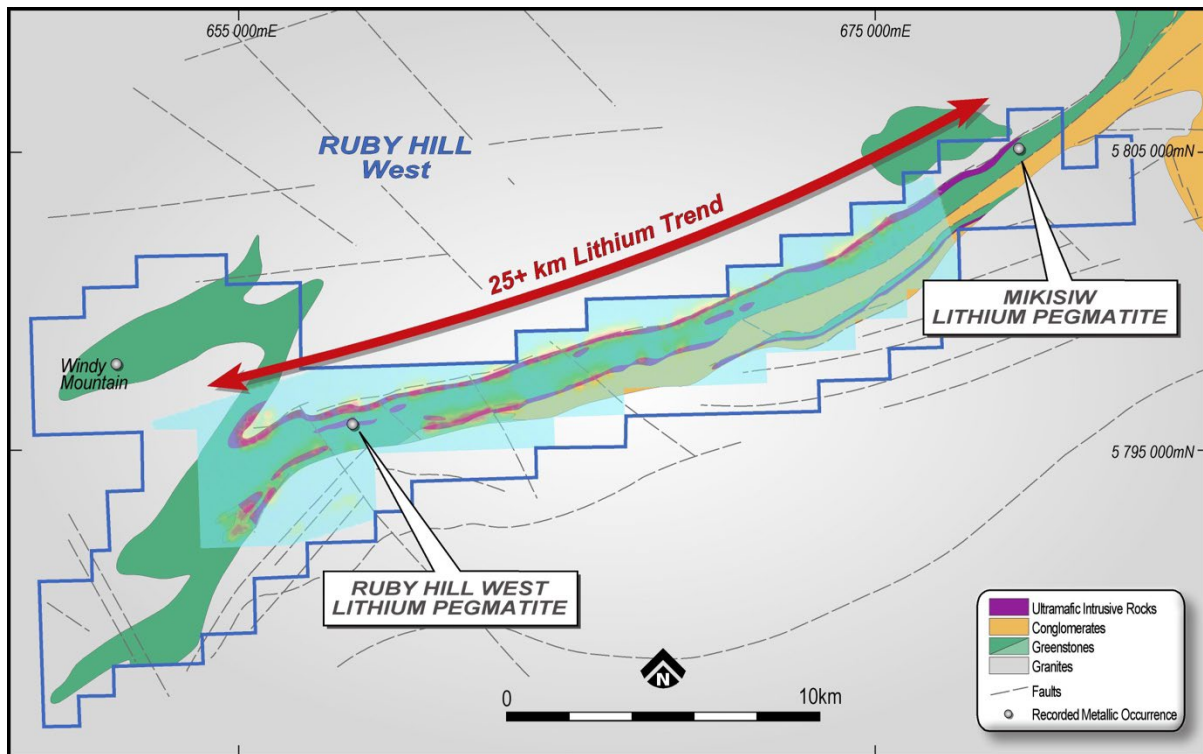 655 000mE
675 000mE
RUBY HILL
West
5 805 000mN
25+ km Lithium Trend
MIKISIW
LITHIUM PEGMATITE
Windy
Mountain
5 795 000mN
RUBY HILL WEST
LITHIUM PEGMATITE
N
0
10km
Ultramafic Intrusive Rocks
Conglomerates
Greenstones
Granites
Faults
Recorded Metallic Occurrence